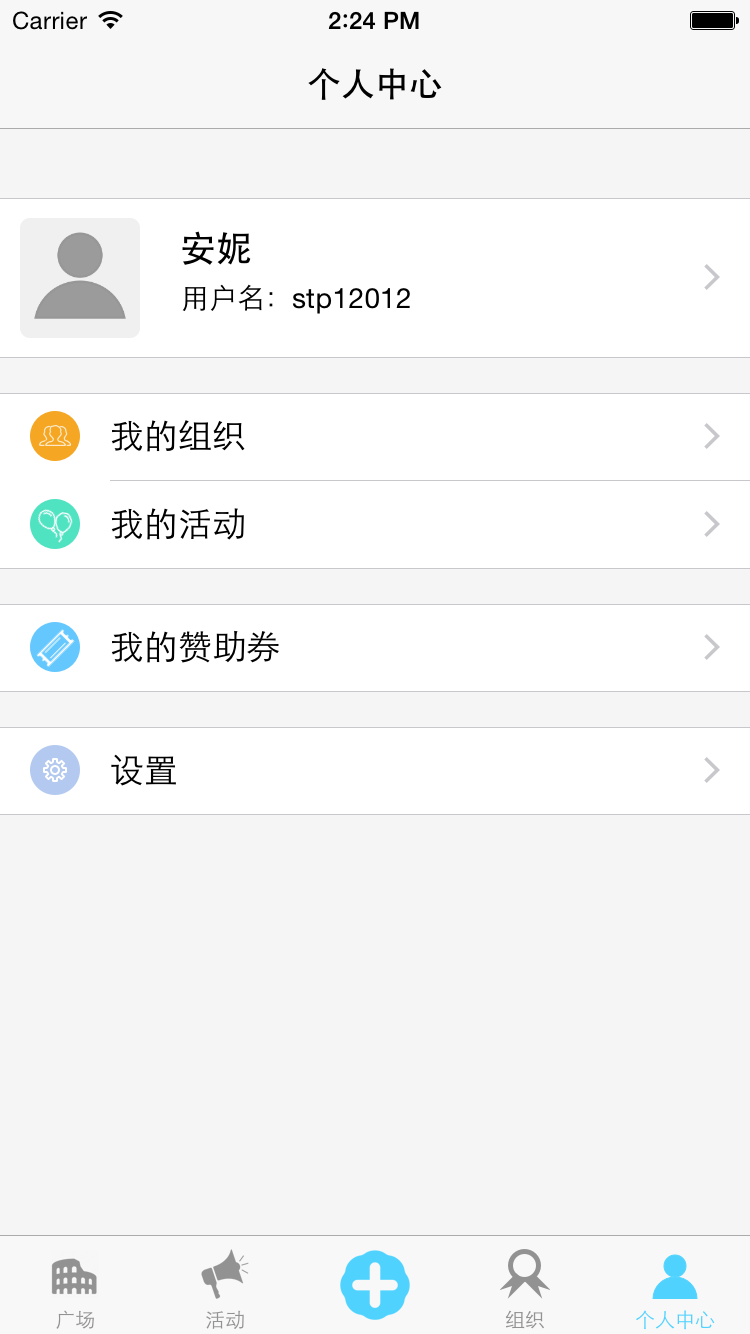 Carrier 2:24 PM
个人中心
安妮
用户名：stp12012
我的组织
我的活动
我的赞助券
设置
广场 活动 组织 个人中心